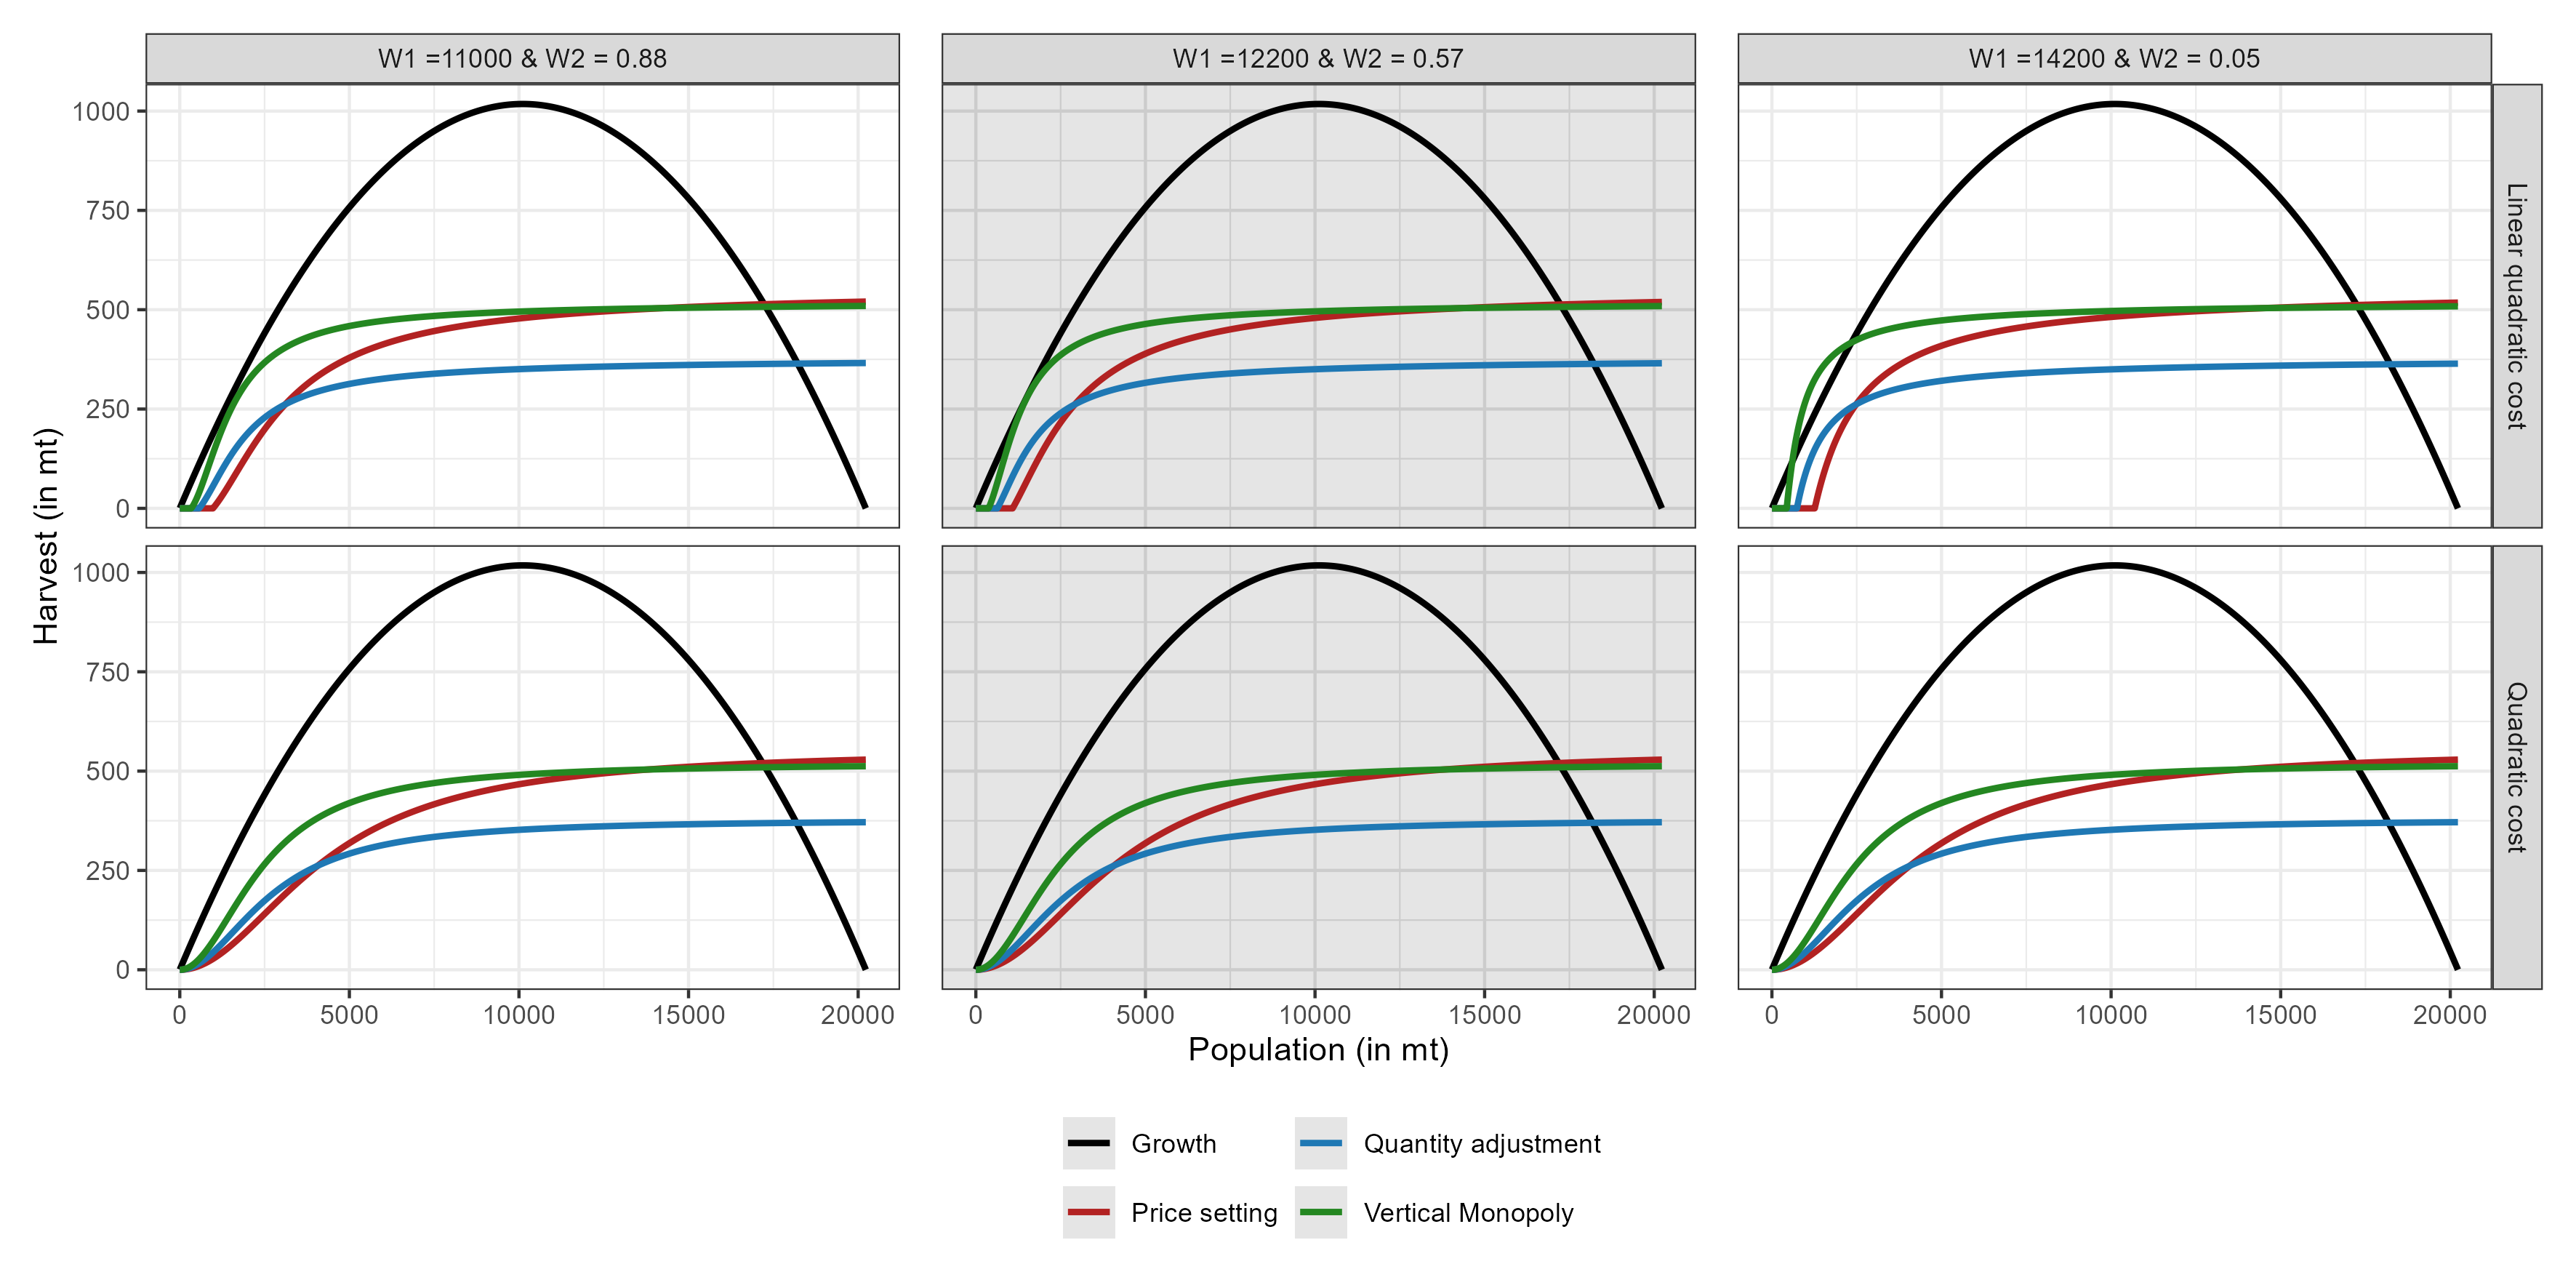 W1 =11000 & W2 = 0.88
W1 =12200 & W2 = 0.57
W1 =14200 & W2 = 0.05
1000
750
500
250
0
Linear quadratic cost
1000
750
500
250
0
Quadratic cost
Harvest (in mt)
0 5000 10000 15000 20000
0 5000 10000 15000 20000
0 5000 10000 15000 20000
Population (in mt)
Growth
Quantity adjustment
Price setting
Vertical Monopoly